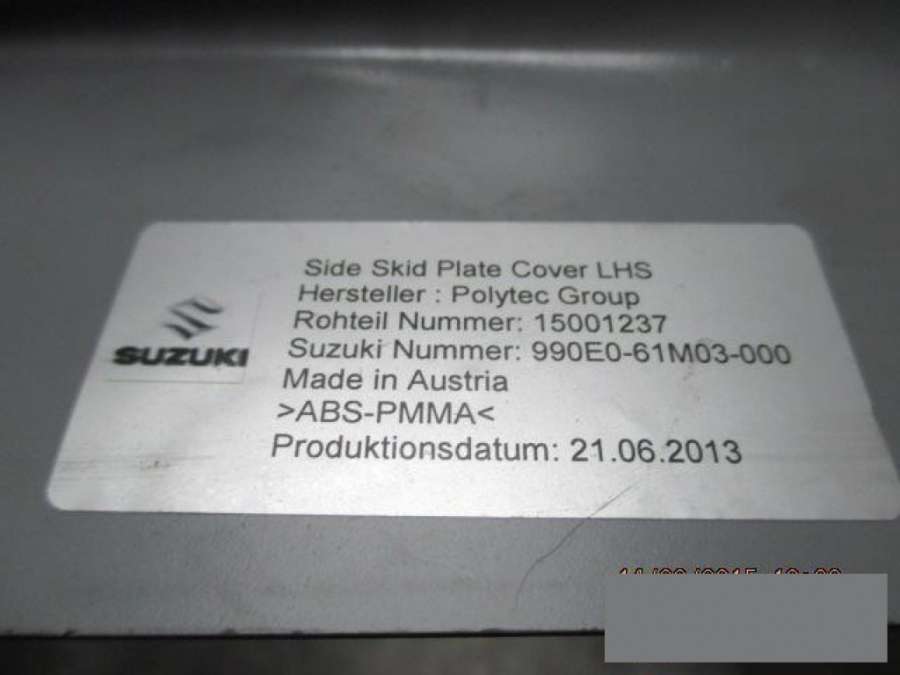 Side Skid Plate Cover LHS
Hersteller : Polytec Group
Rohteil Nummer: 15001237
SUZUKI
Suzuki Nummer: 990E0-61M03-000
Made in Austria
>ABS-PMMA<
Produktionsdatum: 21.06.2013